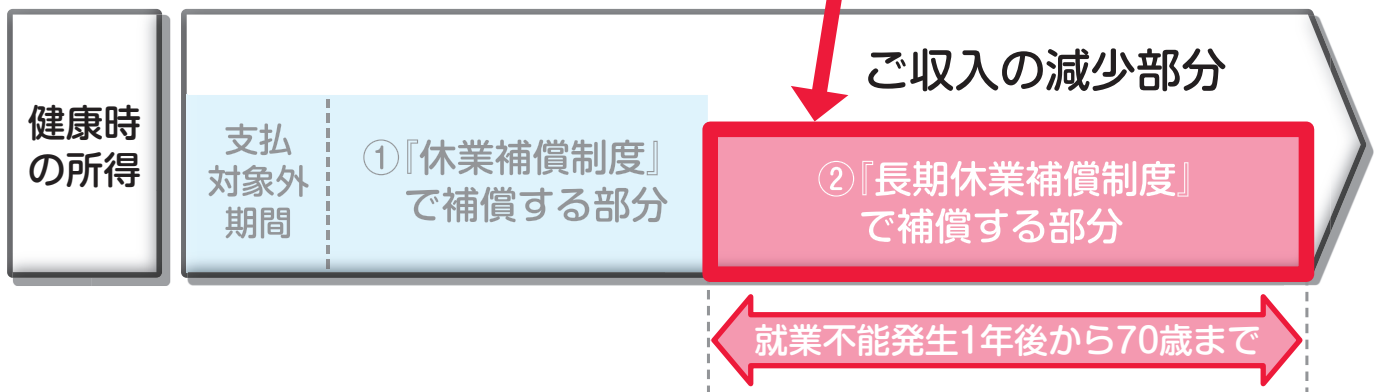 健康時
の所得
ご収入の減少部分
支払
対象外
期間
①『休業補償制度』
で補償する部分
②『長期休業補償制度』
で補償する部分
就業不能発生1年後から70歳まで